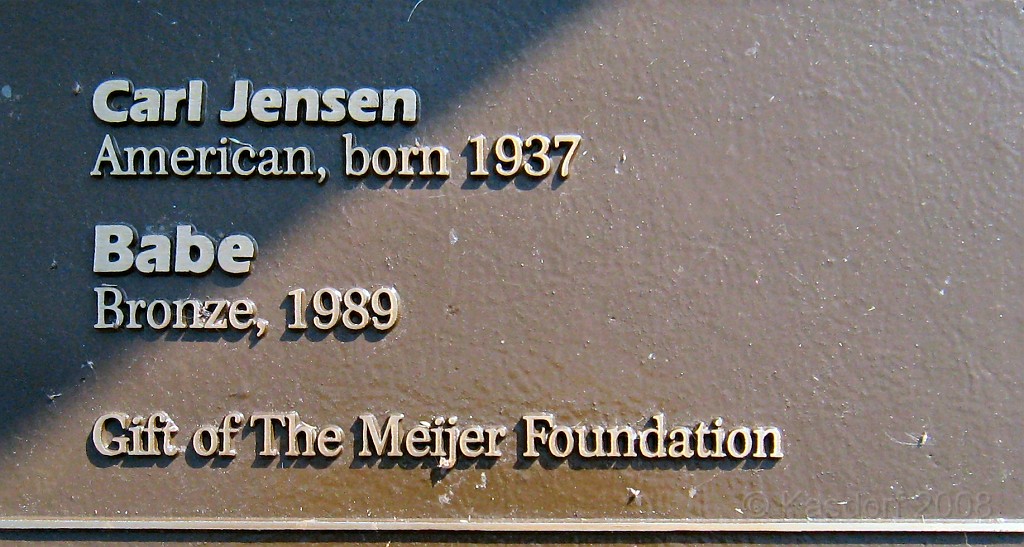 Carl Jensen
American, born 1937
Babe
Bronze, 1989
Gift of The Meijer Foundation
© Kasdorf 2008